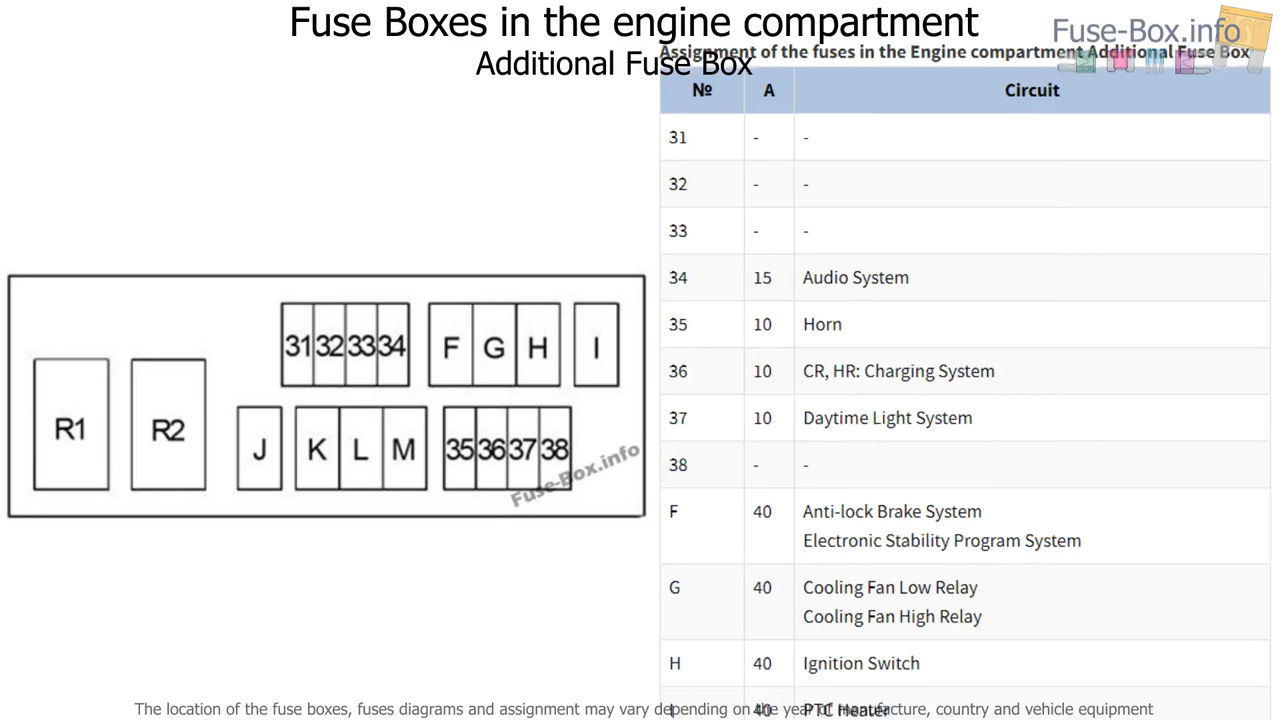 Fuse Boxes in the engine compartment
Additional Fuse Box
Fuse-Box.info
Assignment of the fuses in the Engine compartment Additional Fuse Box
№ A Circuit
31 - -
32 - -
33 - -
34 15 Audio System
35 10 Horn
36 10 CR, HR: Charging System
37 10 Daytime Light System
38 - -
F 40 Anti-lock Brake System
Electronic Stability Program System
G 40 Cooling Fan Low Relay
Cooling Fan High Relay
H 40 Ignition Switch
I 40 PTC Heater
31 32 33 34 F G H I
R1 R2 J K L M 35 36 37 38
Fuse-Box.info
The location of the fuse boxes, fuses diagrams and assignment may vary depending on the year of manufacture, country and vehicle equipment